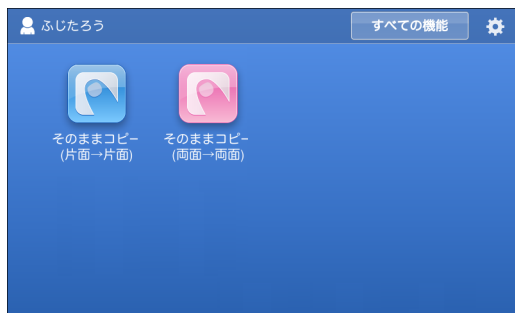 ふじたろう
すべての機能
そのままコピー
(片面→片面)
そのままコピー
(両面→両面)